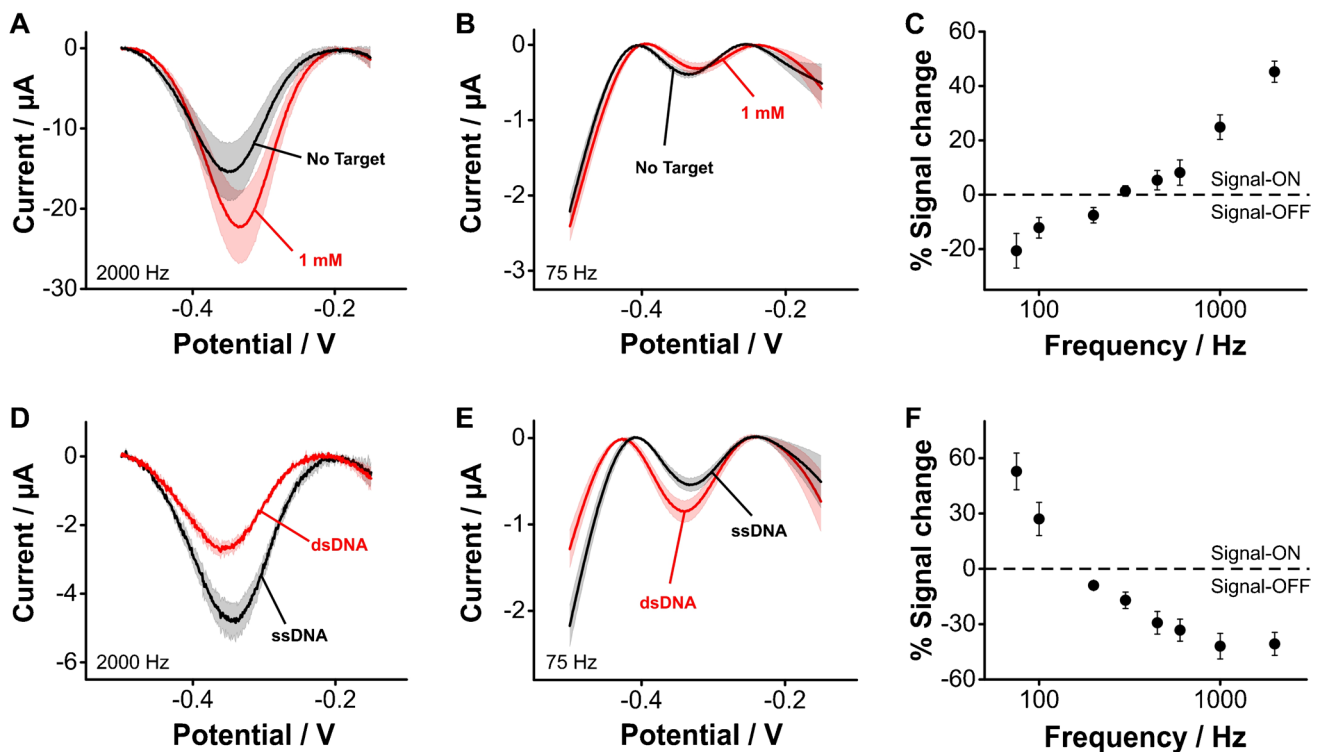 A
Current / µA
0
-10
-20
-30
No Target
1 mM
2000 Hz
-0.4
-0.2
Potential / V
B
Current / µA
0
-1
-2
-3
No Target
1 mM
75 Hz
-0.4
-0.2
Potential / V
C
% Signal change
60
40
20
0
-20
Signal-ON
Signal-OFF
100
1000
Frequency / Hz
D
Current / µA
0
-2
-4
-6
dsDNA
ssDNA
2000 Hz
-0.4
-0.2
Potential / V
E
Current / µA
0
-1
-2
ssDNA
dsDNA
75 Hz
-0.4
-0.2
Potential / V
F
% Signal change
60
30
0
-30
-60
Signal-ON
Signal-OFF
100
1000
Frequency / Hz